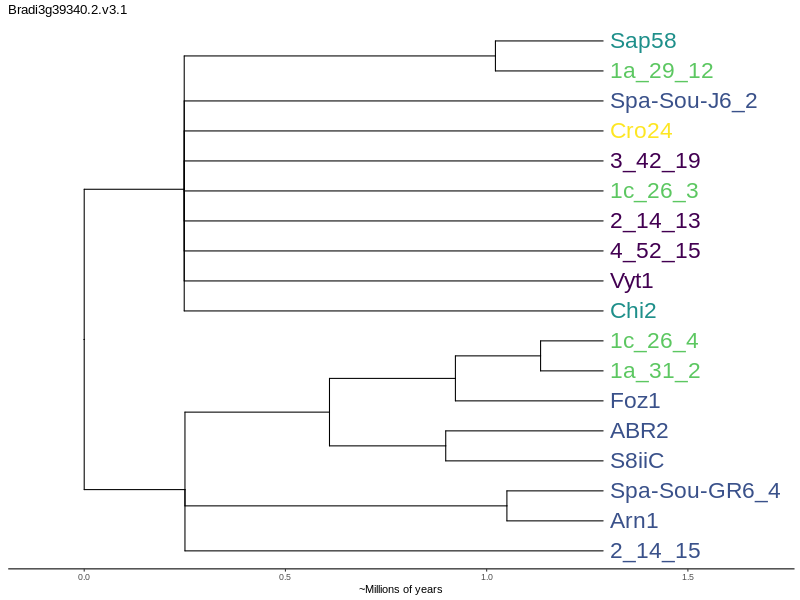 Bradi3g39340.2.v3.1
Sap58
1a_29_12
Spa-Sou-J6_2
Cro24
3_42_19
1c_26_3
2_14_13
4_52_15
Vyt1
Chi2
1c_26_4
1a_31_2
Foz1
ABR2
S8iiC
Spa-Sou-GR6_4
Arn1
2_14_15
0.0 0.5 1.0 1.5
~Millions of years